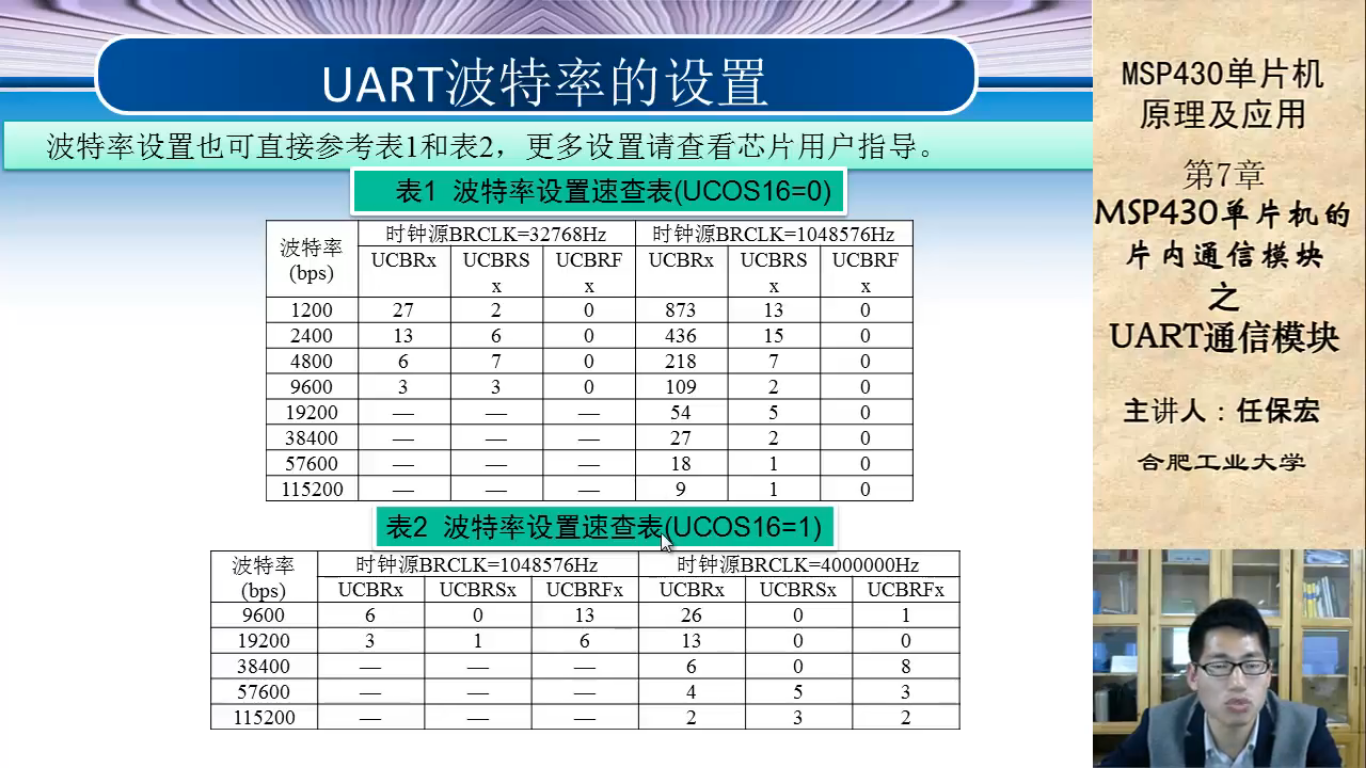 UART波特率的设置
波特率设置也可直接参考表1和表2，更多设置请查看芯片用户指导。
表1 波特率设置速查表(UCOS16=0)
波特率 (bps) 时钟源BRCLK=32768Hz 时钟源BRCLK=1048576Hz
UCBRx UCBRSx UCBRFx UCBRx UCBRSx UCBRFx
1200 27 2 0 873 13 0
2400 13 6 0 436 15 0
4800 6 7 0 218 7 0
9600 3 3 0 109 2 0
19200 — — — 54 5 0
38400 — — — 27 2 0
57600 — — — 18 1 0
115200 — — — 9 1 0
表2 波特率设置速查表(UCOS16=1)
波特率 (bps) 时钟源BRCLK=1048576Hz 时钟源BRCLK=4000000Hz
UCBRx UCBRSx UCBRFx UCBRx UCBRSx UCBRFx
9600 6 0 13 26 0 1
19200 3 1 6 13 0 0
38400 — — — 6 0 8
57600 — — — 4 5 3
115200 — — — 2 3 2
MSP430单片机
原理及应用
第7章
MSP430单片机的
片内通信模块
之
UART通信模块
主讲人：任保宏
合肥工业大学